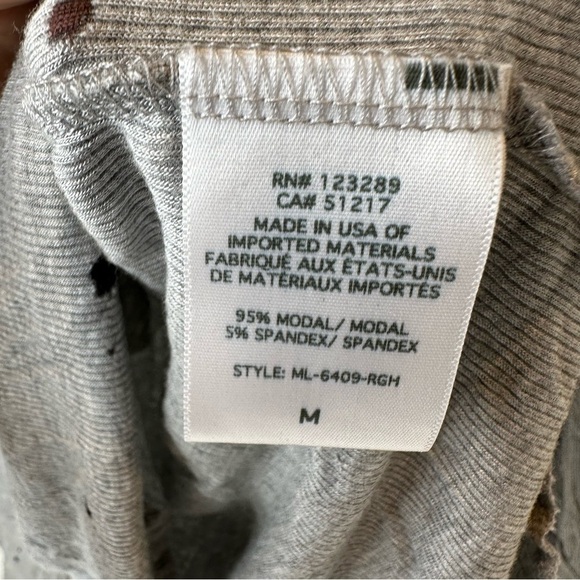 RN# 123289
CA# 51217
MADE IN USA OF
IMPORTED MATERIALS
FABRIQUÉ AUX ÉTATS-UNIS
DE MATÉRIAUX IMPORTÉS
95% MODAL/ MODAL
5% SPANDEX/ SPANDEX
STYLE: ML-6409-RGH
M